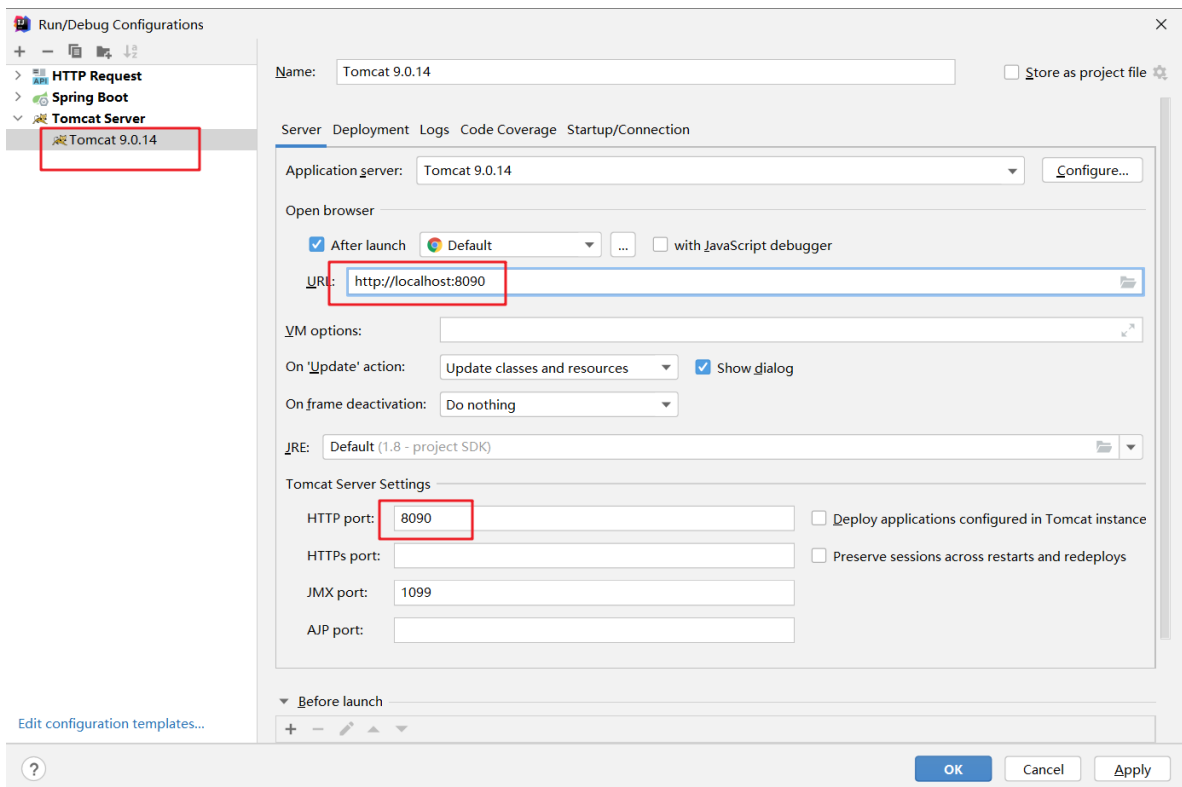 Run/Debug Configurations
API HTTP Request
Spring Boot
Tomcat Server
Tomcat 9.0.14
Edit configuration templates...
Name: Tomcat 9.0.14 Store as project file
Server Deployment Logs Code Coverage Startup/Connection
Application server: Tomcat 9.0.14 Configure...
Open browser
After launch Default ... with JavaScript debugger
URL: http://localhost:8090
VM options:
On 'Update' action: Update classes and resources Show dialog
On frame deactivation: Do nothing
JRE: Default (1.8 - project SDK)
Tomcat Server Settings
HTTP port: 8090 Deploy applications configured in Tomcat instance
HTTPs port: Preserve sessions across restarts and redeploys
JMX port: 1099
AJP port:
Before launch
? OK Cancel Apply